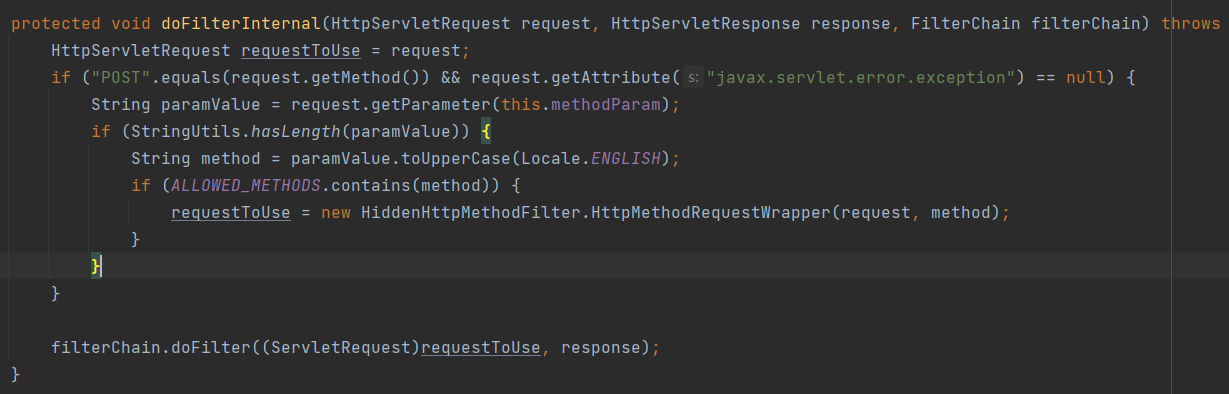 protected void doFilterInternal(HttpServletRequest request, HttpServletResponse response, FilterChain filterChain) throws
    HttpServletRequest requestToUse = request;
    if ("POST".equals(request.getMethod()) && request.getAttribute( s: "javax.servlet.error.exception") == null) {
        String paramValue = request.getParameter(this.methodParam);
        if (StringUtils.hasLength(paramValue)) {
            String method = paramValue.toUpperCase(Locale.ENGLISH);
            if (ALLOWED_METHODS.contains(method)) {
                requestToUse = new HiddenHttpMethodFilter.HttpMethodRequestWrapper(request, method);
            }
        }
    }

    filterChain.doFilter((ServletRequest)requestToUse, response);
}